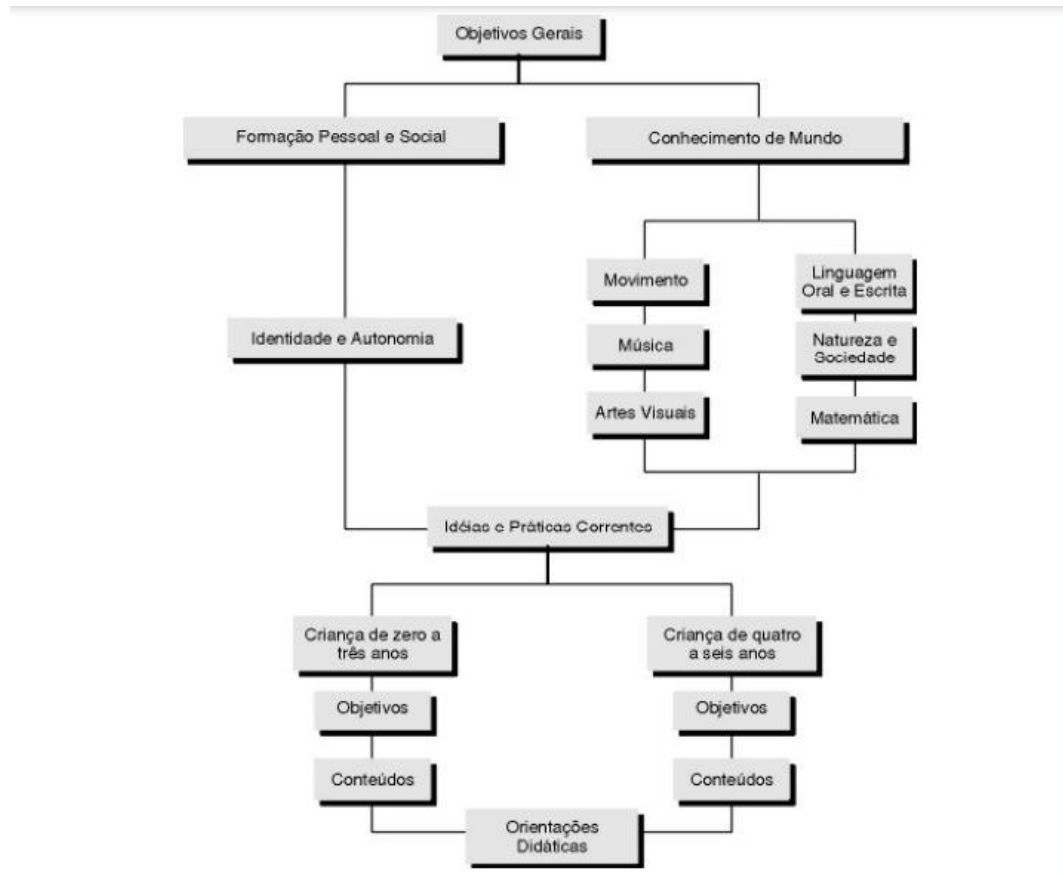 Objetivos Gerais
Formação Pessoal e Social
Conhecimento de Mundo
Movimento
Linguagem
Oral e Escrita
Identidade e Autonomia
Música
Natureza e
Sociedade
Artes Visuais
Matemática
Idéias e Práticas Correntes
Criança de zero a
três anos
Criança de quatro
a seis anos
Objetivos
Objetivos
Conteúdos
Conteúdos
Orientações
Didáticas